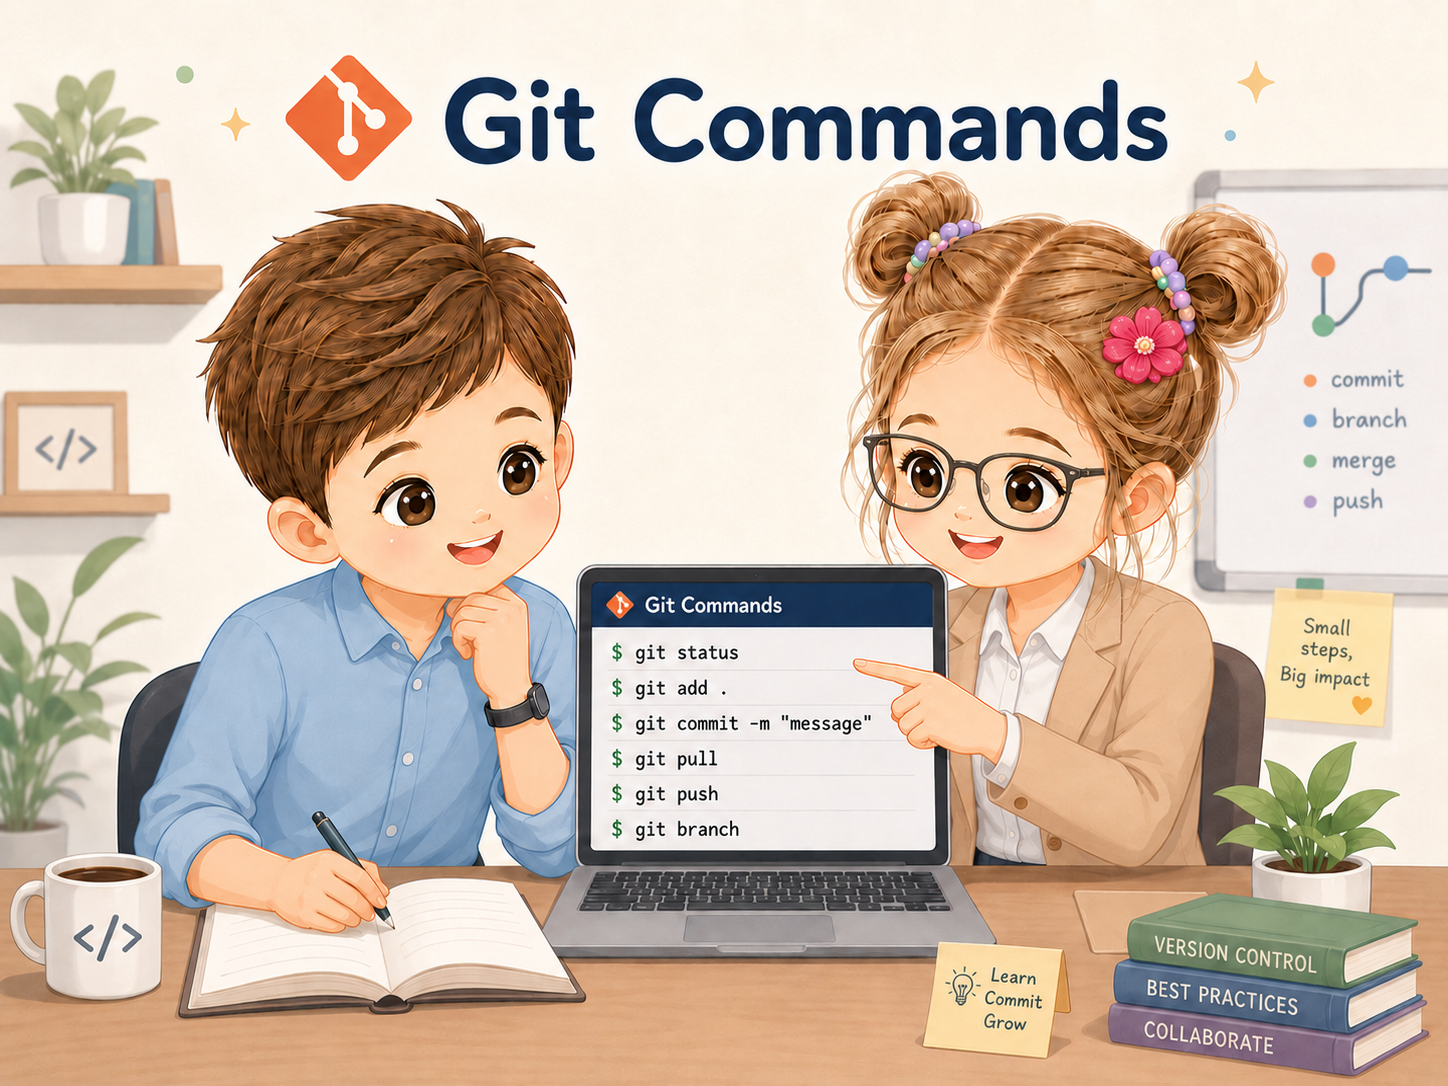 Git Commands
</>
commit
branch
merge
push
Git Commands
$ git status
$ git add .
$ git commit -m "message"
$ git pull
$ git push
$ git branch
Small
steps,
Big impact
</>
Learn
Commit
Grow
VERSION CONTROL
BEST PRACTICES
COLLABORATE